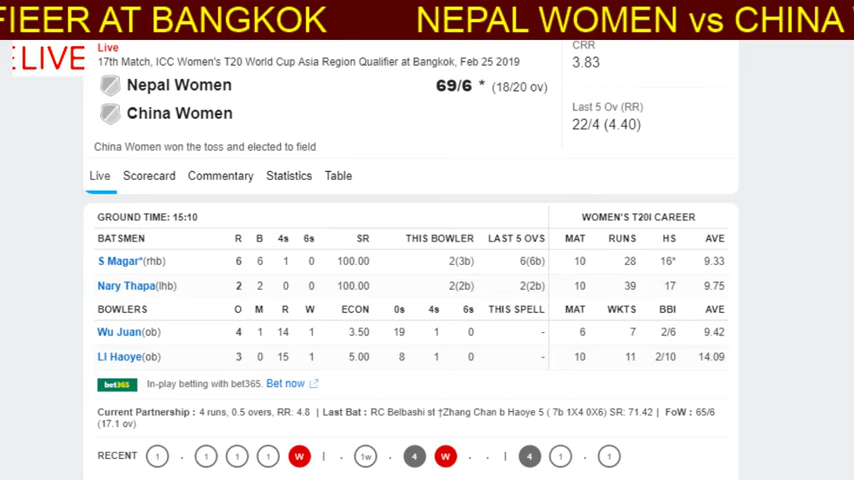 FIEER AT BANGKOK NEPAL WOMEN vs CHINA
LIVE
Live
17th Match, ICC Women's T20 World Cup Asia Region Qualifier at Bangkok, Feb 25 2019
Nepal Women 69/6 * (18/20 ov)
China Women
China Women won the toss and elected to field
CRR
3.83
Last 5 Ov (RR)
22/4 (4.40)
Live Scorecard Commentary Statistics Table
GROUND TIME: 15:10 WOMEN'S T20I CAREER
BATSMEN R B 4s 6s SR THIS BOWLER LAST 5 OVS MAT RUNS HS AVE
S Magar*(rhb) 6 6 1 0 100.00 2(3b) 6(6b) 10 28 16* 9.33
Nary Thapa(lhb) 2 2 0 0 100.00 2(2b) 2(2b) 10 39 17 9.75
BOWLERS O M R W ECON 0s 4s 6s THIS SPELL MAT WKTS BBI AVE
Wu Juan(ob) 4 1 14 1 3.50 19 1 0 - 6 7 2/6 9.42
LI Haoye(ob) 3 0 15 1 5.00 8 1 0 - 10 11 2/10 14.09
bet365 In-play betting with bet365. Bet now
Current Partnership : 4 runs, 0.5 overs, RR: 4.8 | Last Bat : RC Belbashi st †Zhang Chan b Haoye 5 ( 7b 1X4 0X6) SR: 71.42 | FoW : 65/6
(17.1 ov)
RECENT 1 . 1 1 1 W | . 1w . 4 W . . | 4 1 . 1